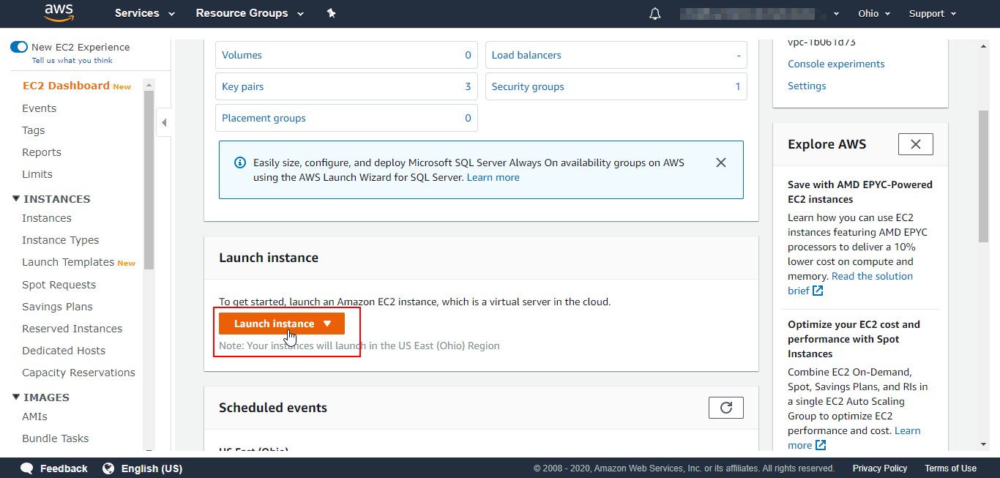 aws
Services
Resource Groups
Ohio
Support
New EC2 Experience
Tell us what you think
EC2 Dashboard New
Events
Tags
Reports
Limits
INSTANCES
Instances
Instance Types
Launch Templates New
Spot Requests
Savings Plans
Reserved Instances
Dedicated Hosts
Capacity Reservations
IMAGES
AMIs
Bundle Tasks
Volumes 0
Load balancers -
Key pairs 3
Security groups 1
Placement groups 0
Easily size, configure, and deploy Microsoft SQL Server Always On availability groups on AWS
using the AWS Launch Wizard for SQL Server. Learn more
Launch instance
To get started, launch an Amazon EC2 instance, which is a virtual server in the cloud.
Launch instance
Note: Your instances will launch in the US East (Ohio) Region
Scheduled events
US East (Ohio)
vpc-1b061d73
Console experiments
Settings
Explore AWS
Save with AMD EPYC-Powered
EC2 instances
Learn how you can use EC2
instances featuring AMD EPYC
processors to deliver a 10%
lower cost on compute and
memory. Read the solution
brief
Optimize your EC2 cost and
performance with Spot
Instances
Combine EC2 On-Demand,
Spot, Savings Plans, and RIs in
a single EC2 Auto Scaling
Group to optimize EC2
performance and cost. Learn
more
Feedback
English (US)
© 2008 - 2020, Amazon Web Services, Inc. or its affiliates. All rights reserved.
Privacy Policy
Terms of Use